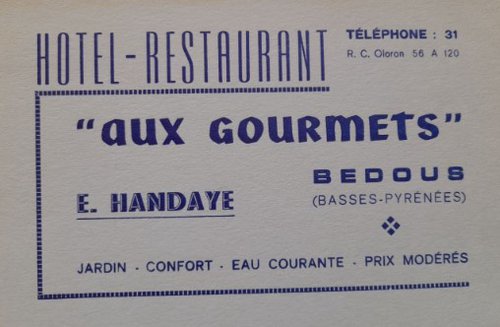 HOTEL-RESTAURANT
TÉLÉPHONE : 31
R. C. Oloron 56 A 120
"AUX GOURMETS"
E. HANDAYE
BEDOUS
(BASSES-PYRÉNÉES)
JARDIN - CONFORT - EAU COURANTE - PRIX MODÉRÉS